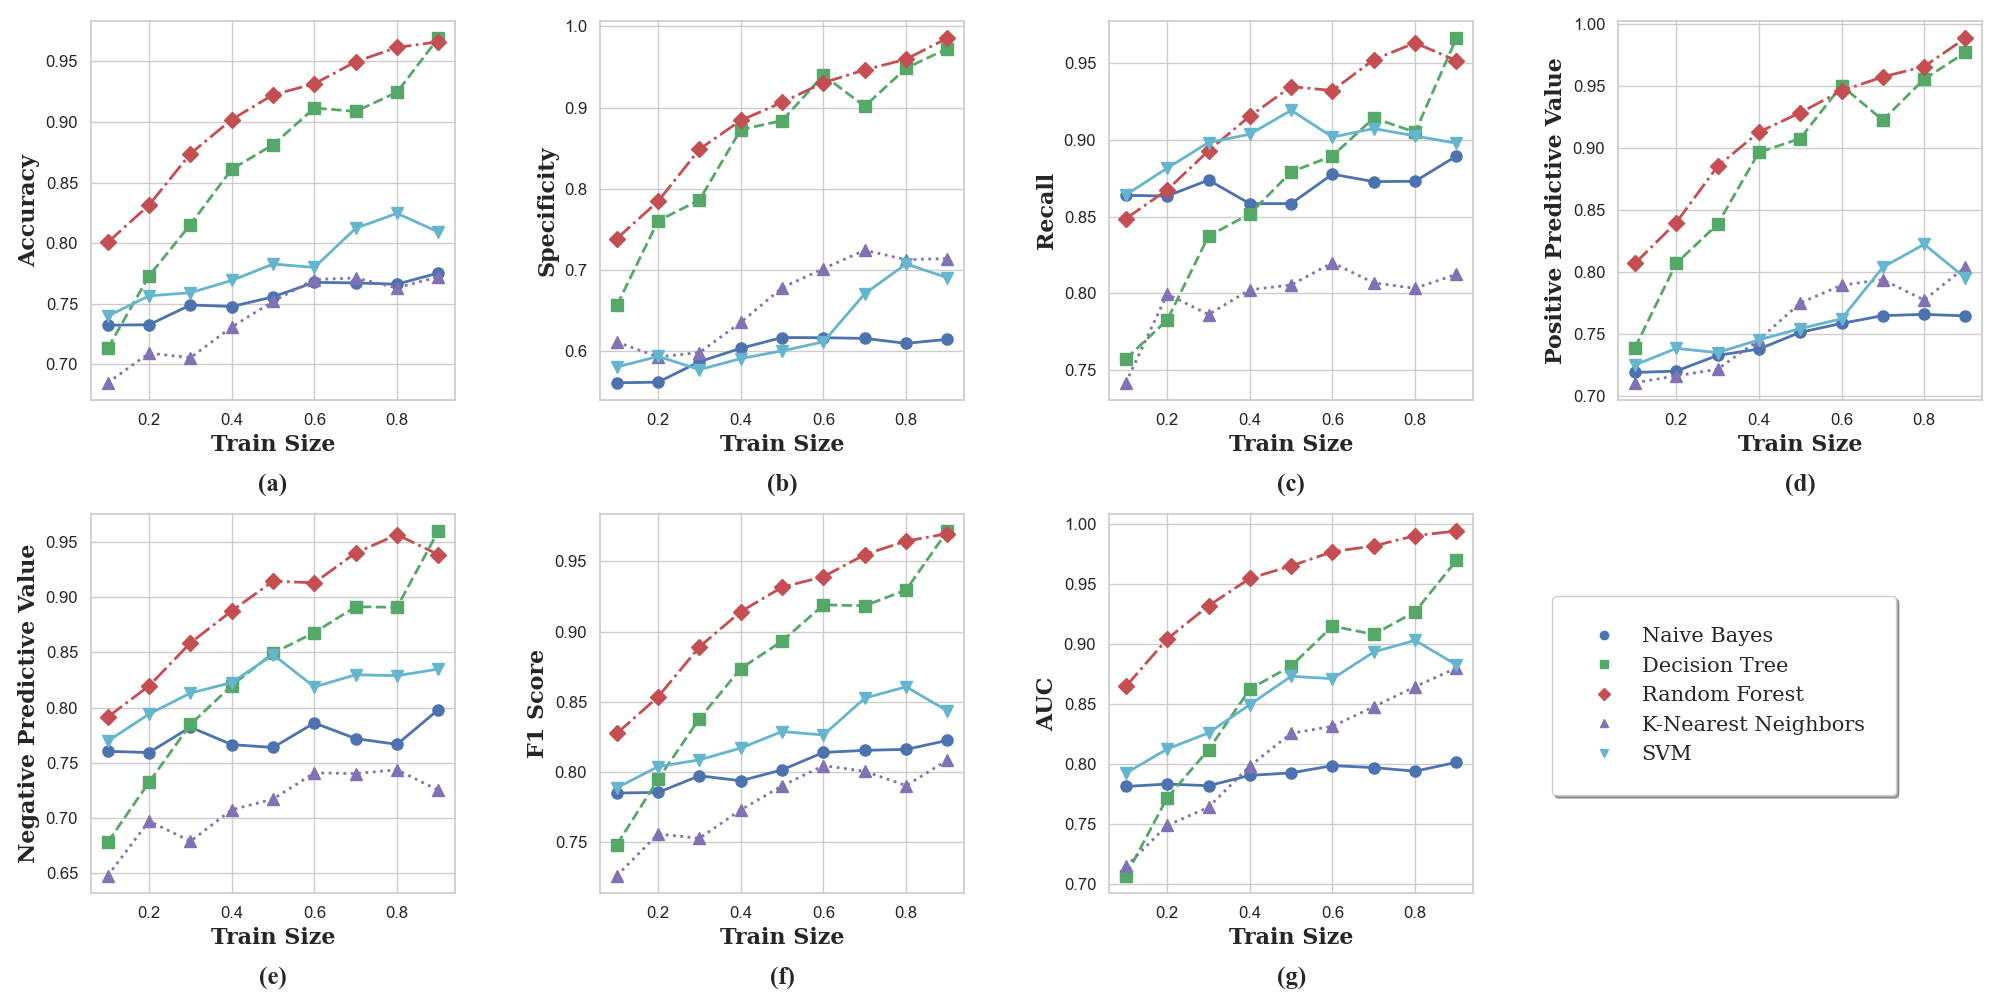 0.95
0.90
0.85
0.80
0.75
0.70
Accuracy
0.2 0.4 0.6 0.8
Train Size
(a)
1.0
0.9
0.8
0.7
0.6
Specificity
0.2 0.4 0.6 0.8
Train Size
(b)
0.95
0.90
0.85
0.80
0.75
Recall
0.2 0.4 0.6 0.8
Train Size
(c)
1.00
0.95
0.90
0.85
0.80
0.75
0.70
Positive Predictive Value
0.2 0.4 0.6 0.8
Train Size
(d)
0.95
0.90
0.85
0.80
0.75
0.70
0.65
Negative Predictive Value
0.2 0.4 0.6 0.8
Train Size
(e)
0.95
0.90
0.85
0.80
0.75
F1 Score
0.2 0.4 0.6 0.8
Train Size
(f)
1.00
0.95
0.90
0.85
0.80
0.75
0.70
AUC
0.2 0.4 0.6 0.8
Train Size
(g)
Naive Bayes
Decision Tree
Random Forest
K-Nearest Neighbors
SVM